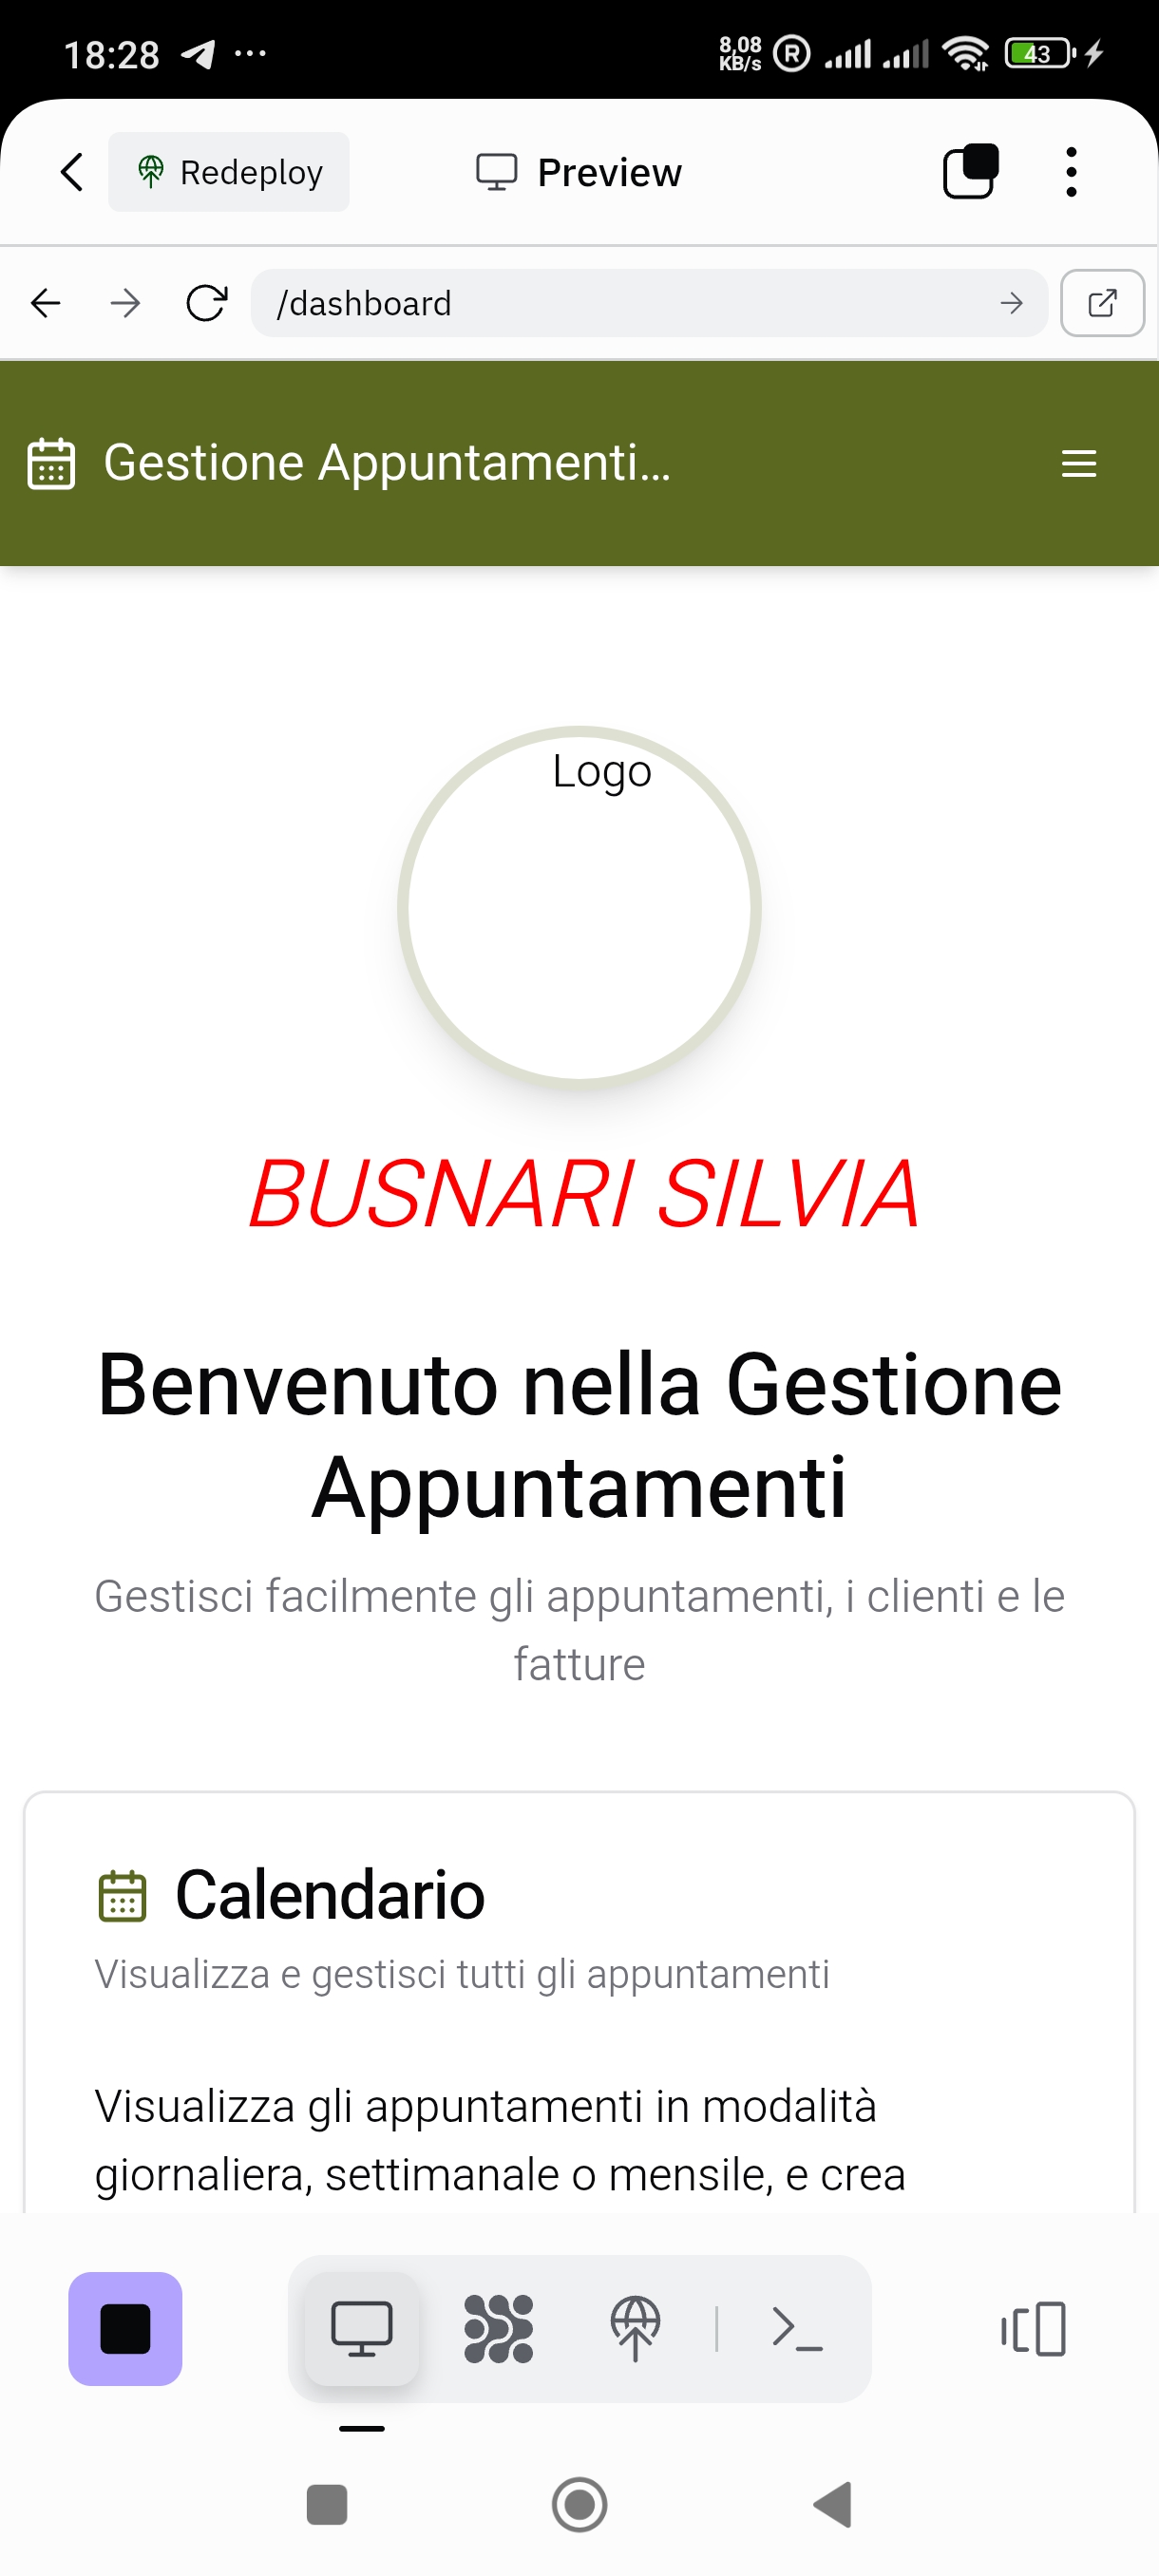 18:28
8,08
KB/s
R
43
Redeploy
Preview
/dashboard
Gestione Appuntamenti...
Logo
BUSNARI SILVIA
Benvenuto nella Gestione
Appuntamenti
Gestisci facilmente gli appuntamenti, i clienti e le
fatture
Calendario
Visualizza e gestisci tutti gli appuntamenti
Visualizza gli appuntamenti in modalità
giornaliera, settimanale o mensile, e crea